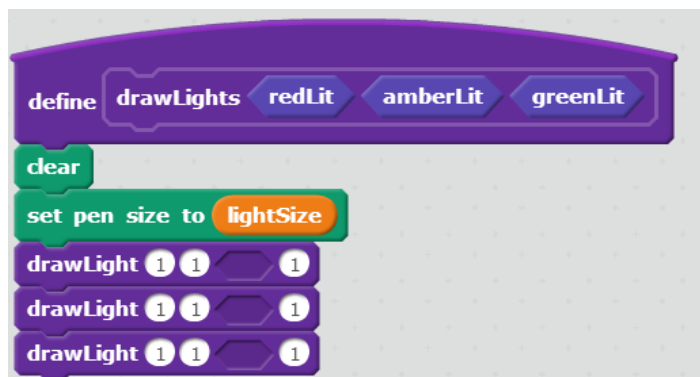 define drawLights redLit amberLit greenLit
clear
set pen size to lightSize
drawLight 1 1 1
drawLight 1 1 1
drawLight 1 1 1